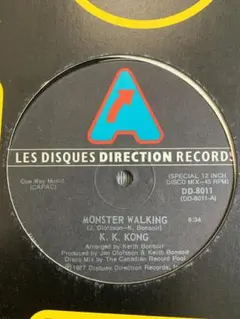 LES DISQUES DIRECTION RECORDS
One Way Music
(CAPAC)
(SPECIAL 12 INCH
DISCO MIX-45 RPM)
DD-8011
(DD-8011-A)
MONSTER WALKING
(J. Olofsson-K. Bonsoir)
6:34
K. K. KONG
Arranged by Keith Bonsoir
Produced by Jan Olofsson & Keith Bonsoir
Disco Mix by The Canadian Record Pool
©1977 Disques Direction Records,